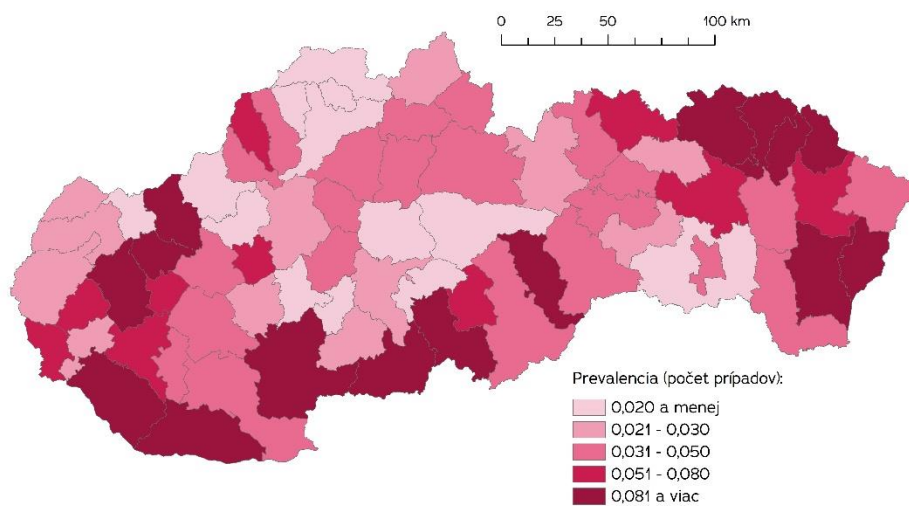 0 25 50 100 km
Prevalencia (počet prípadov):
0,020 a menej
0,021 - 0,030
0,031 - 0,050
0,051 - 0,080
0,081 a viac